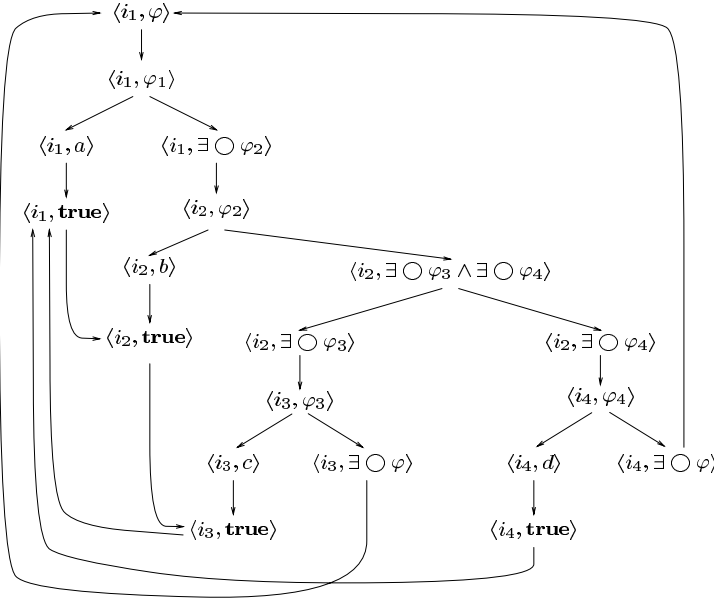 ⟨i₁, φ⟩
⟨i₁, φ₁⟩
⟨i₁, a⟩ ⟨i₁, ∃ ◯ φ₂⟩
⟨i₁, true⟩ ⟨i₂, φ₂⟩
⟨i₂, b⟩ ⟨i₂, ∃ ◯ φ₃ ∧ ∃ ◯ φ₄⟩
⟨i₂, true⟩ ⟨i₂, ∃ ◯ φ₃⟩ ⟨i₂, ∃ ◯ φ₄⟩
⟨i₃, φ₃⟩ ⟨i₄, φ₄⟩
⟨i₃, c⟩ ⟨i₃, ∃ ◯ φ⟩ ⟨i₄, d⟩ ⟨i₄, ∃ ◯ φ⟩
⟨i₃, true⟩ ⟨i₄, true⟩